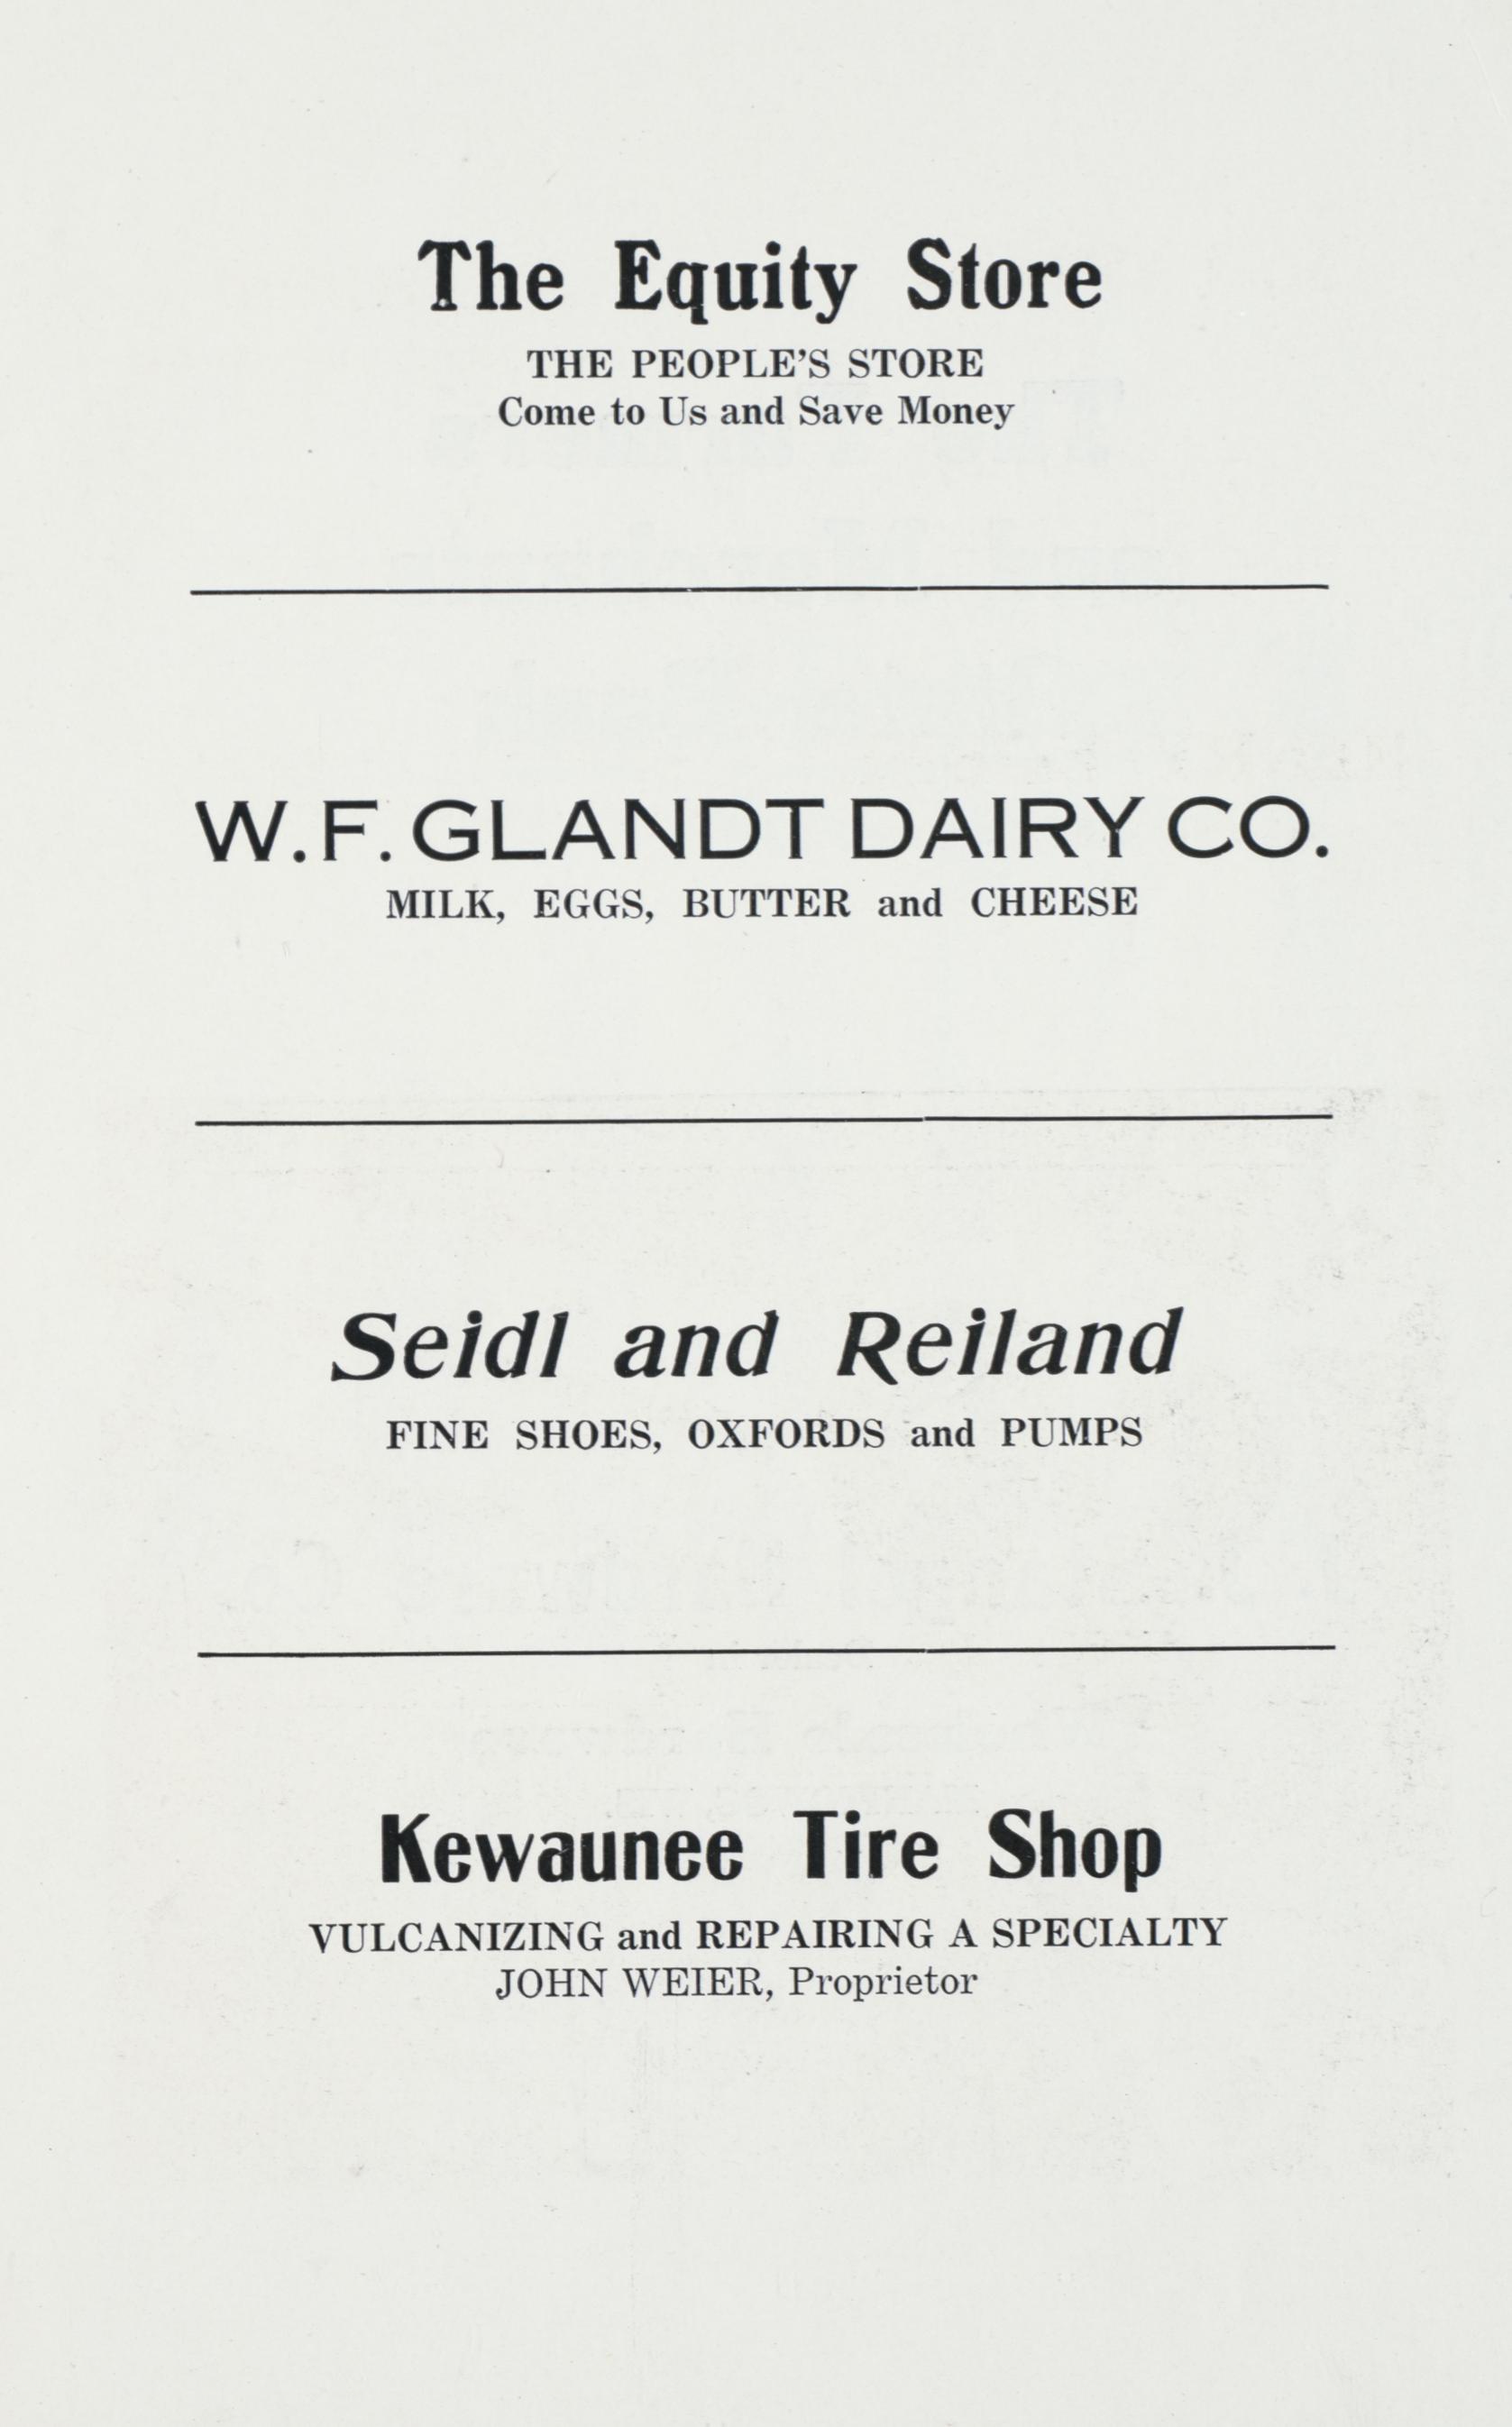 The Equity Store
THE PEOPLE'S STORE
Come to Us and Save Money
W. F. GLANDT DAIRY CO.
MILK, EGGS, BUTTER and CHEESE
Seidl and Reiland
FINE SHOES, OXFORDS and PUMPS
Kewaunee Tire Shop
VULCANIZING and REPAIRING A SPECIALTY
JOHN WEIER, Proprietor